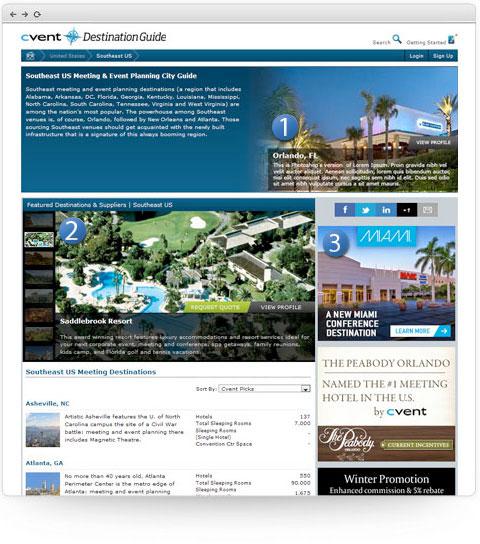 cvent Destination Guide
Search Getting Started
United States Southeast US Login Sign Up
Southeast US Meeting & Event Planning City Guide
Southeast meeting and event planning destinations (a region that includes
Alabama, Arkansas, DC, Florida, Georgia, Kentucky, Louisiana, Mississippi,
North Carolina, South Carolina, Tennessee, Virginia and West Virginia) are
among the nation's most popular. The powerhouse among Southeast
venues is, of course, Orlando, followed by New Orleans and Atlanta. Those
sourcing Southeast venues should get acquainted with the newly built
infrastructure that is a signature of this always booming region.
1
VIEW PROFILE
Orlando, FL
This is Photoshop's version of Lorem Ipsum. Proin gravida nibh vel
velit auctor aliquet. Aenean sollicitudin, lorem quis bibendum auctor,
nisi elit consequat ipsum, nec sagittis sem nibh id elit. Duis sed odio
sit amet nibh vulputate cursus a sit amet mauris.
Featured Destinations & Suppliers | Southeast US
2
REQUEST QUOTE VIEW PROFILE
Saddlebrook Resort
This award winning resort features luxury accommodations and resort services ideal for
your next corporate event, meeting and conference, spa getaways, family reunions,
kids camp, and Florida golf and tennis vacations.
f in +1
3
MIAMI
A NEW MIAMI
CONFERENCE
DESTINATION
LEARN MORE
THE PEABODY ORLANDO
NAMED THE #1 MEETING
HOTEL IN THE U.S.
by cvent
The Peabody
ORLANDO
CURRENT INCENTIVES
Winter Promotion
Enhanced commission & 5% rebate
Southeast US Meeting Destinations
Sort By: Cvent Picks
Asheville, NC
Artistic Asheville features the U. of North
Carolina campus the site of a Civil War
battle; meeting and event planning there
includes Magnetic Theatre.
Hotels 137
Total Sleeping Rooms 7,000
Sleeping Rooms
(Single Hotel) -
Convention Ctr Space -
Atlanta, GA
No more than 40 years old, Atlanta
Perimeter Center is the metro edge of
Atlanta; meeting and event planning
Hotels 550
Total Sleeping Rooms 90,000
Sleeping Rooms 1,675